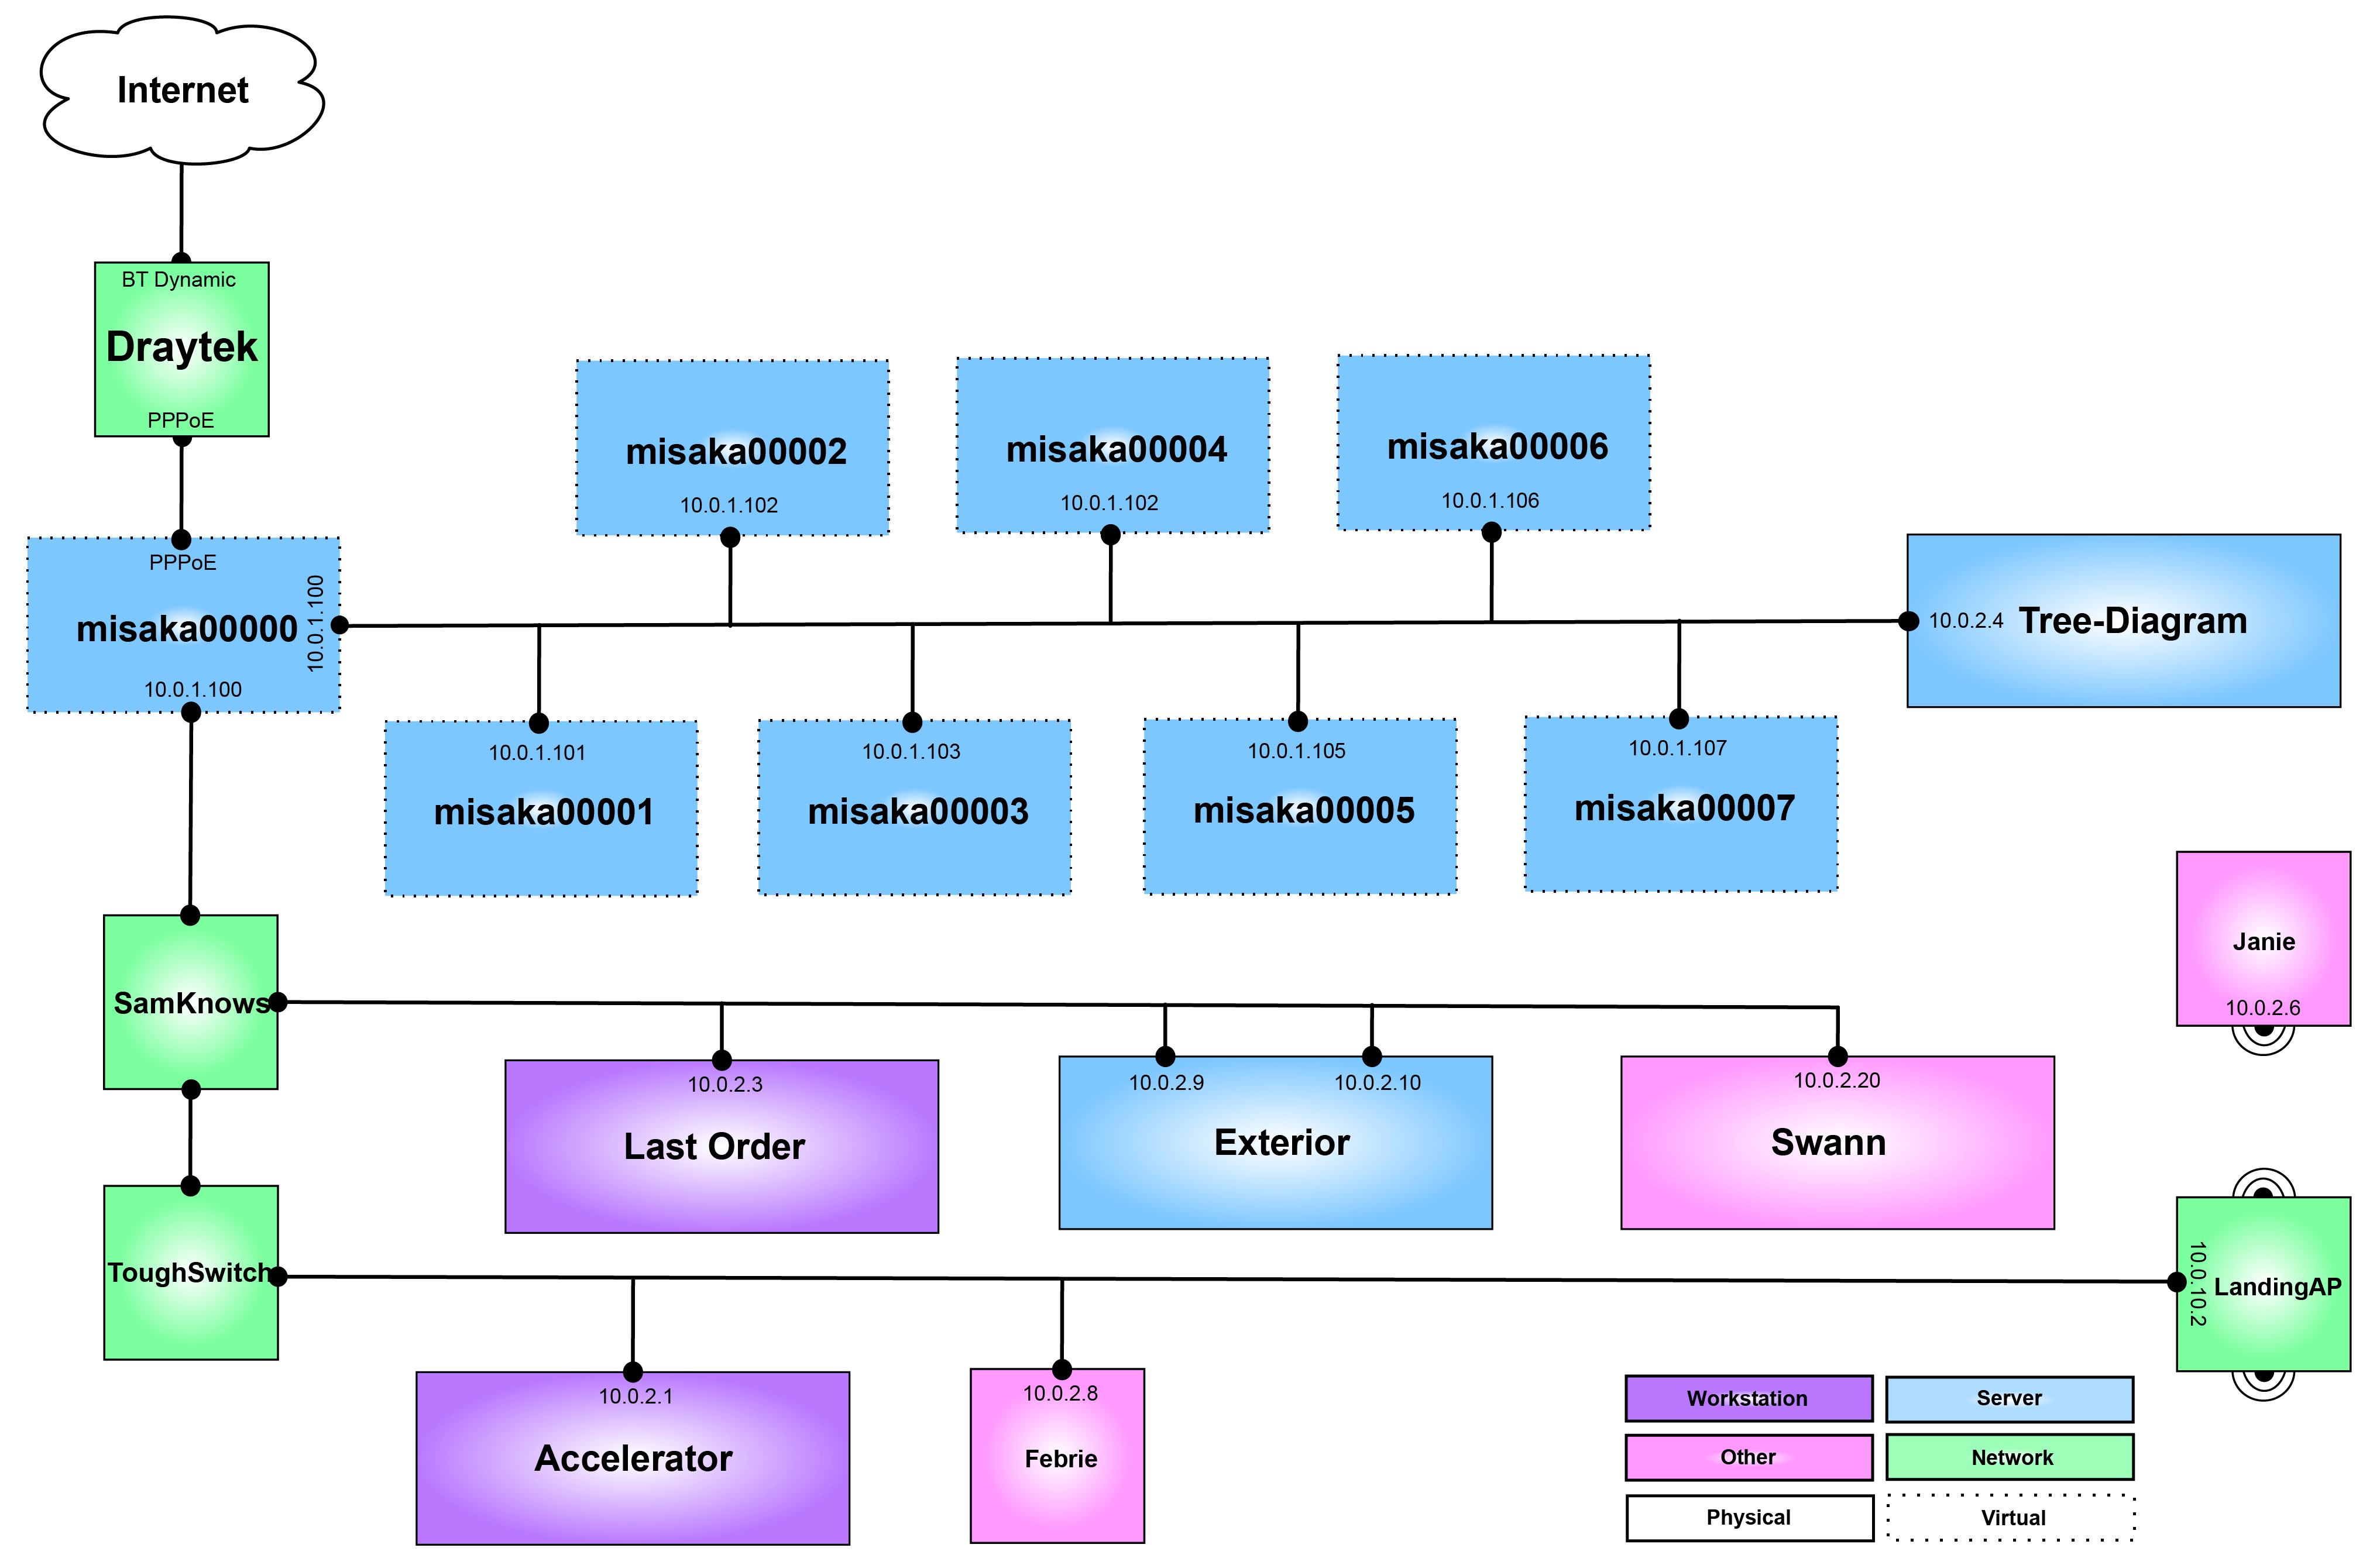 Internet
BT Dynamic
Draytek
PPPoE
misaka00002
10.0.1.102
misaka00004
10.0.1.102
misaka00006
10.0.1.106
PPPoE
misaka00000
10.0.1.100
10.0.1.100
10.0.2.4
Tree-Diagram
10.0.1.101
misaka00001
10.0.1.103
misaka00003
10.0.1.105
misaka00005
10.0.1.107
misaka00007
Janie
10.0.2.6
SamKnows
10.0.2.3
Last Order
10.0.2.9
10.0.2.10
Exterior
10.0.2.20
Swann
ToughSwitch
10.0.10.2
LandingAP
10.0.2.1
Accelerator
10.0.2.8
Febrie
Workstation
Server
Other
Network
Physical
Virtual